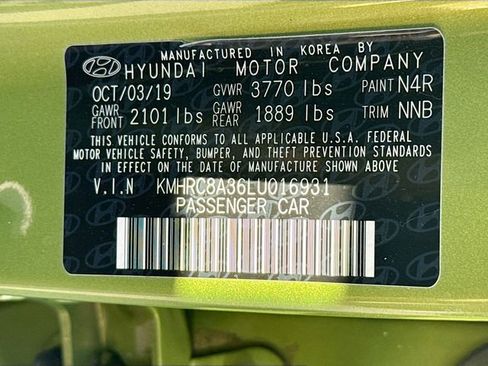 MANUFACTURED IN KOREA BY
HYUNDAI MOTOR COMPANY
OCT/03/19 GVWR 3770 lbs PAINT N4R
GAWR FRONT 2101 lbs GAWR REAR 1889 lbs TRIM NNB
THIS VEHICLE CONFORMS TO ALL APPLICABLE U.S.A. FEDERAL
MOTOR VEHICLE SAFETY, BUMPER, AND THEFT PREVENTION
STANDARDS IN EFFECT ON THE DATE OF MANUFACTURE SHOWN
ABOVE.
V.I.N KMHRC8A36LU016931
PASSENGER CAR